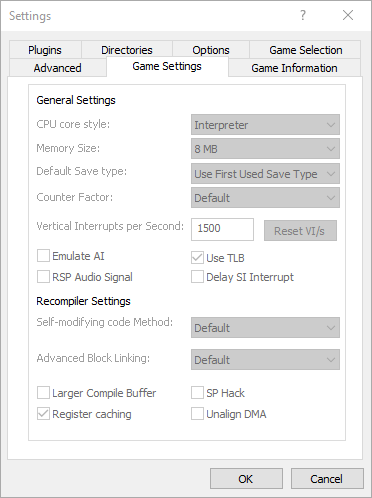 Settings
?
Plugins
Directories
Options
Game Selection
Advanced
Game Settings
Game Information
General Settings
CPU core style:
Interpreter
Memory Size:
8 MB
Default Save type:
Use First Used Save Type
Counter Factor:
Default
Vertical Interrupts per Second:
1500
Reset VI/s
Emulate AI
Use TLB
RSP Audio Signal
Delay SI Interrupt
Recompiler Settings
Self-modifying code Method:
Default
Advanced Block Linking:
Default
Larger Compile Buffer
SP Hack
Register caching
Unalign DMA
OK
Cancel